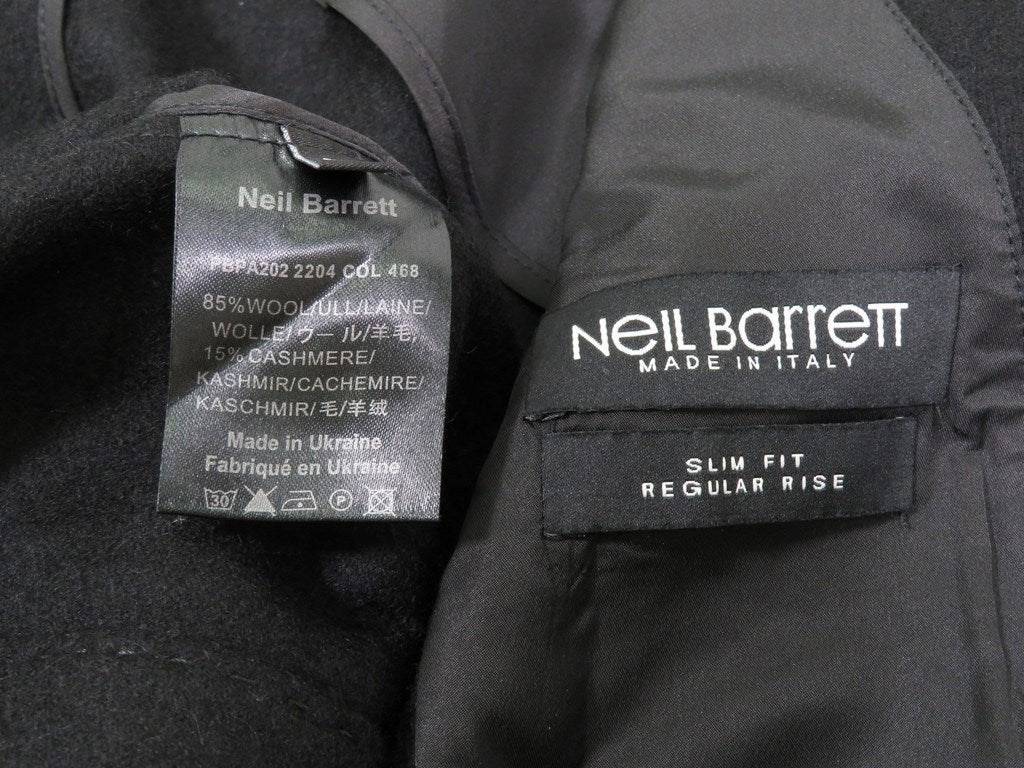 Neil Barrett
PBPA202 2204 COL 468
85%WOOL/ULL/LAINE/
WOLLE/ウール/羊毛,
15%CASHMERE/
KASHMIR/CACHEMIRE/
KASCHMIR/毛/羊绒
Made in Ukraine
Fabriqué en Ukraine
30 P
NeIL BarreTT
MADE IN ITALY
SLIM FIT
REGULAR RISE